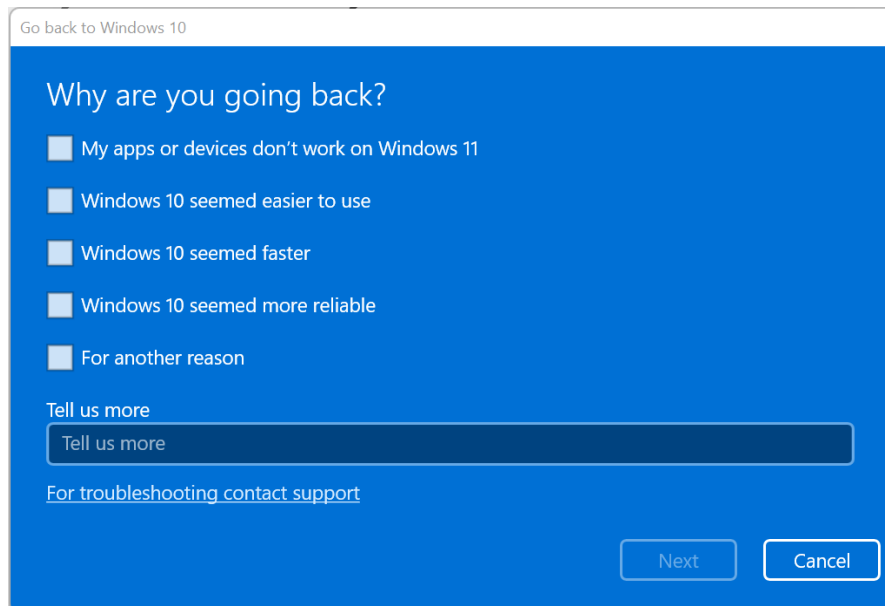 Go back to Windows 10
Why are you going back?
My apps or devices don't work on Windows 11
Windows 10 seemed easier to use
Windows 10 seemed faster
Windows 10 seemed more reliable
For another reason
Tell us more
Tell us more
For troubleshooting contact support
Next Cancel